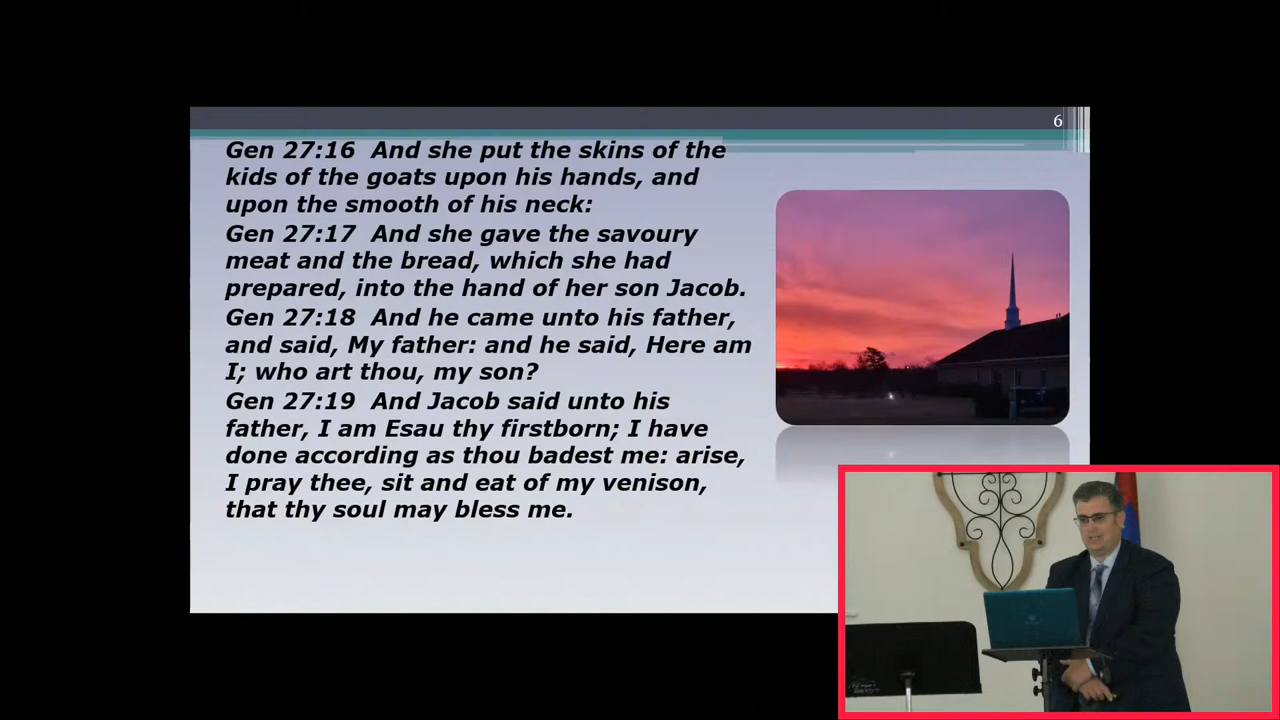 6
Gen 27:16 And she put the skins of the
kids of the goats upon his hands, and
upon the smooth of his neck:
Gen 27:17 And she gave the savoury
meat and the bread, which she had
prepared, into the hand of her son Jacob.
Gen 27:18 And he came unto his father,
and said, My father: and he said, Here am
I; who art thou, my son?
Gen 27:19 And Jacob said unto his
father, I am Esau thy firstborn; I have
done according as thou badest me: arise,
I pray thee, sit and eat of my venison,
that thy soul may bless me.